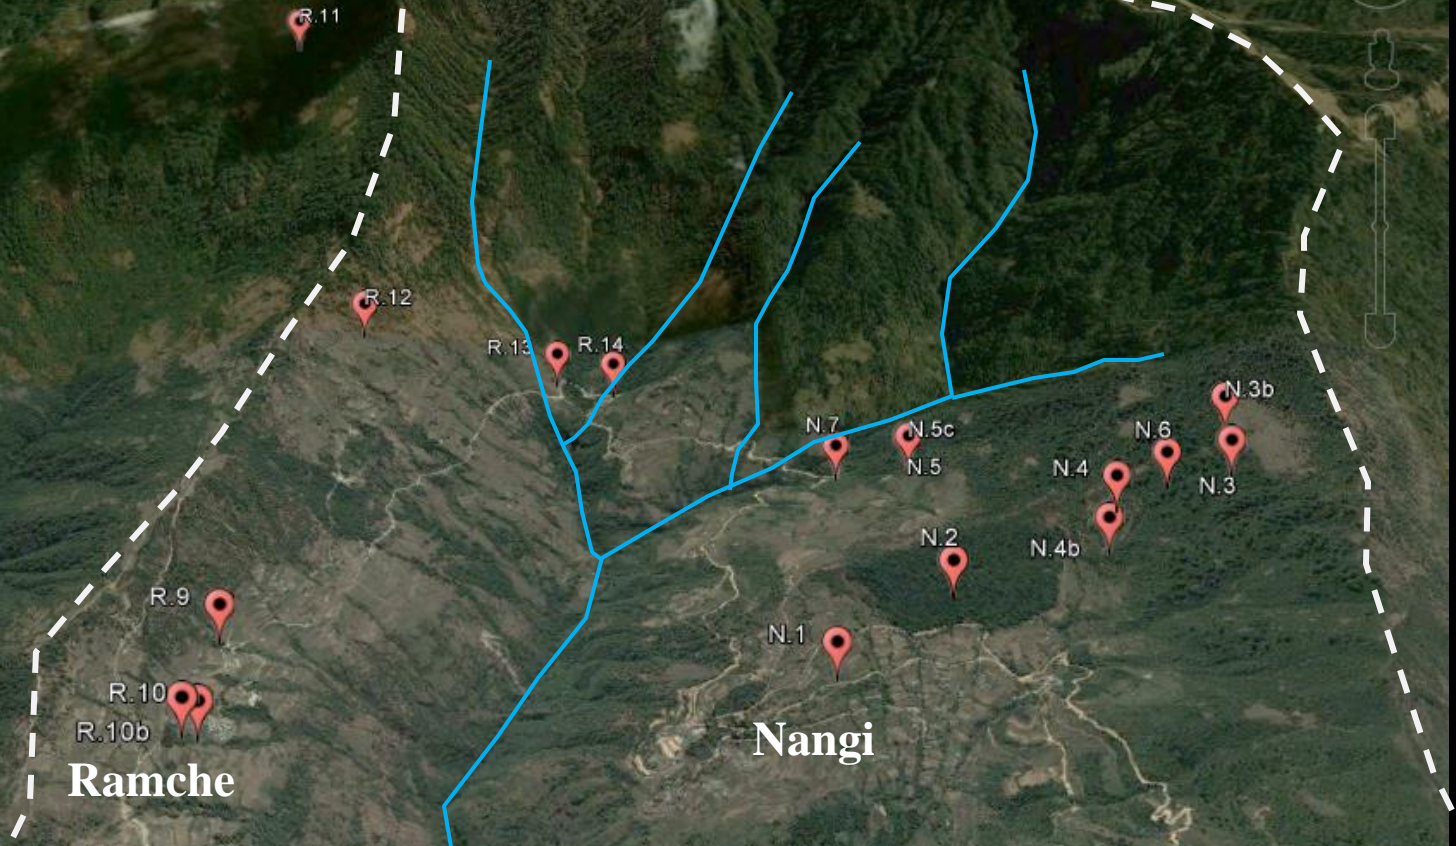 R.11
R.12
R.13
R.14
N.3b
N.7
N.5c
N.6
N.5
N.4
N.3
N.2
N.4b
R.9
N.1
R.10
R.10b
Nangi
Ramche